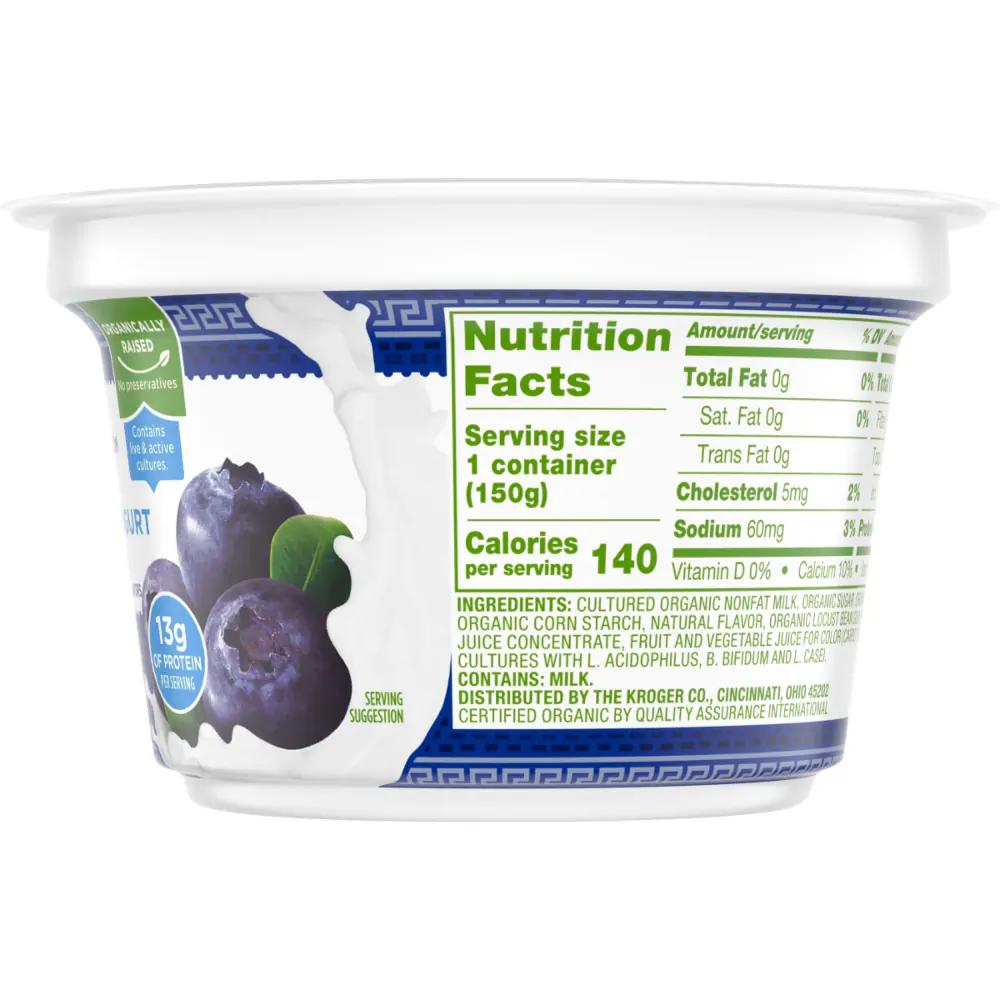 ORGANICALLY
RAISED
No preservatives
Contains
live & active
cultures.
URT
13g
OF PROTEIN
PER SERVING
SERVING
SUGGESTION
Nutrition
Facts
Serving size
1 container
(150g)
Calories
per serving 140
Amount/serving % DV
Total Fat 0g 0%
Sat. Fat 0g 0%
Trans Fat 0g
Cholesterol 5mg 2%
Sodium 60mg 3%
Vitamin D 0% • Calcium 10% •
INGREDIENTS: CULTURED ORGANIC NONFAT MILK, ORGANIC SUGAR,
ORGANIC CORN STARCH, NATURAL FLAVOR, ORGANIC LOCUST BEAN
JUICE CONCENTRATE, FRUIT AND VEGETABLE JUICE FOR COLOR
CULTURES WITH L. ACIDOPHILUS, B. BIFIDUM AND L. CASEI.
CONTAINS: MILK.
DISTRIBUTED BY THE KROGER CO., CINCINNATI, OHIO 45202
CERTIFIED ORGANIC BY QUALITY ASSURANCE INTERNATIONAL